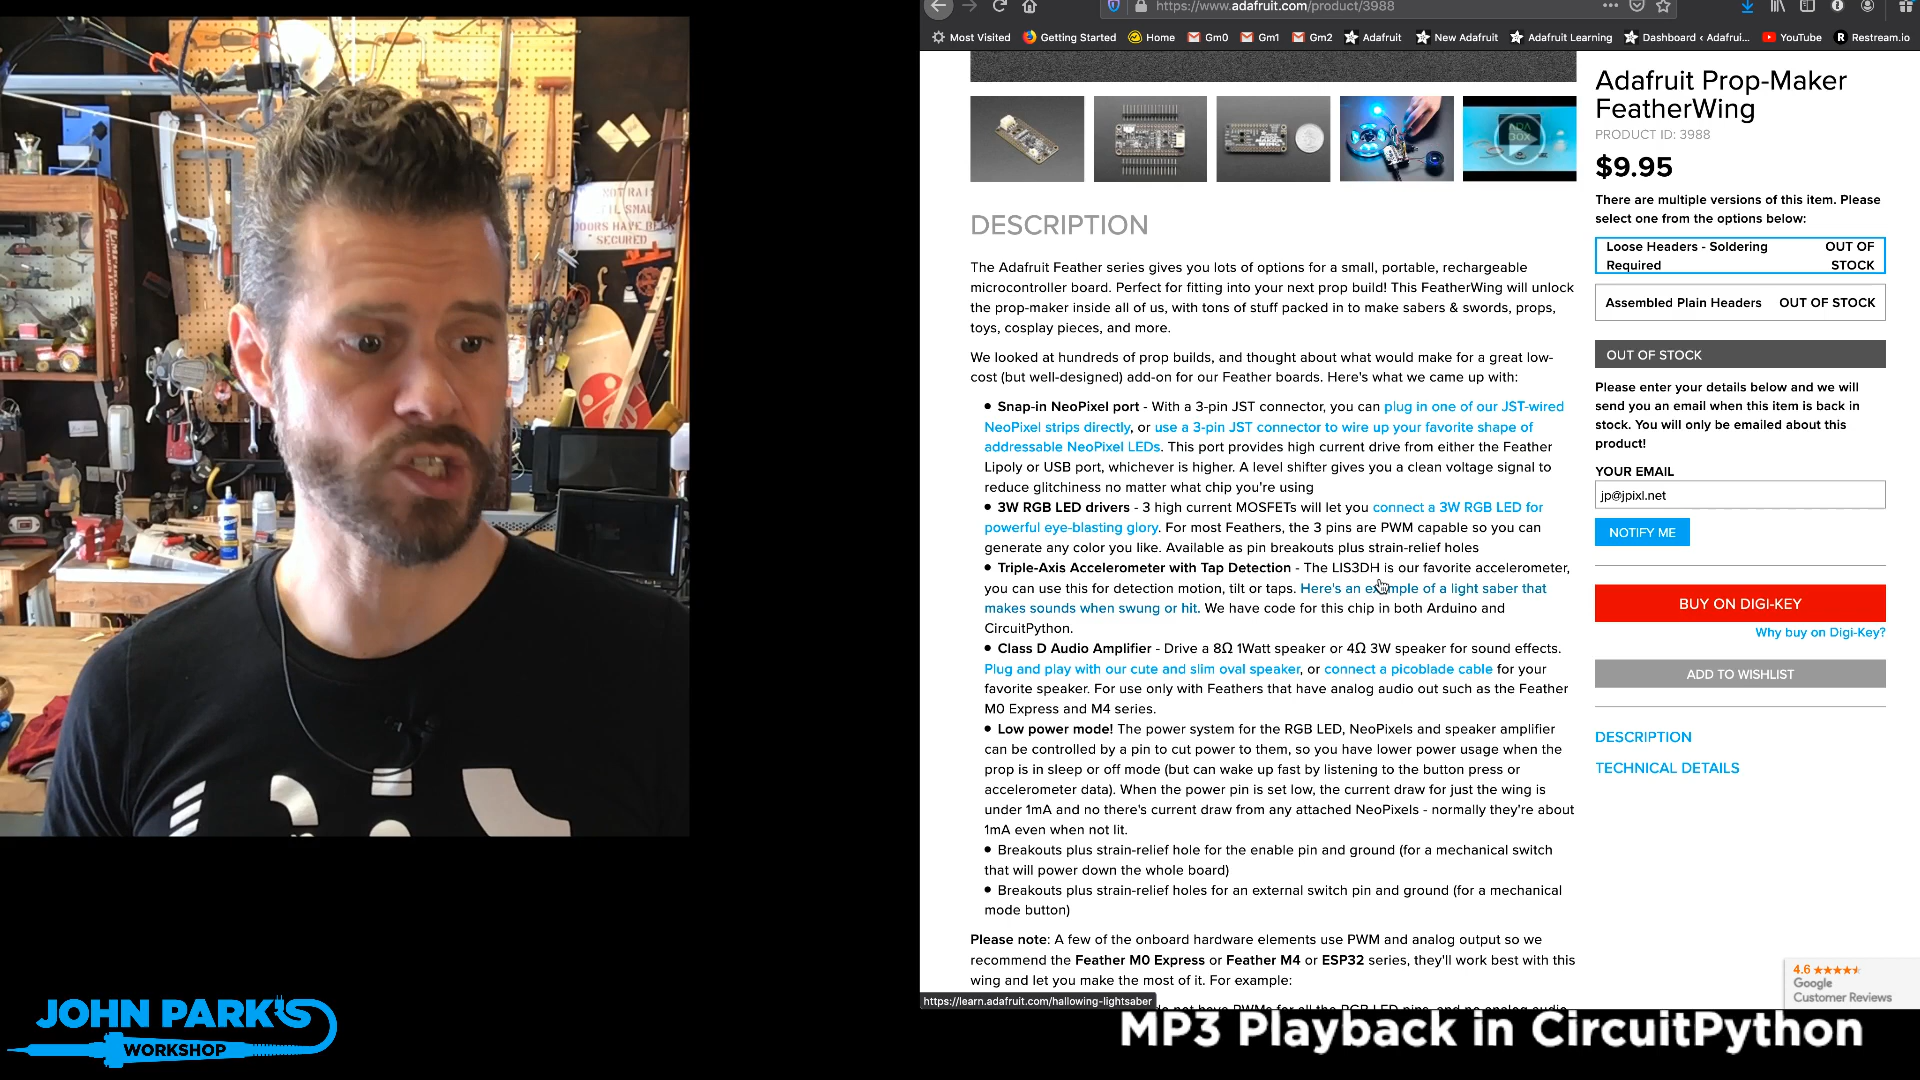 https://www.adafruit.com/product/3988
Most Visited
Getting Started
Home
Gm0
Gm1
Gm2
Adafruit
New Adafruit
Adafruit Learning
Dashboard ‹ Adafrui...
YouTube
Restream.io
NOT RAI
SMAL
DOORS HAVE BEEN
" SECURED "
DESCRIPTION
The Adafruit Feather series gives you lots of options for a small, portable, rechargeable
microcontroller board. Perfect for fitting into your next prop build! This FeatherWing will unlock
the prop-maker inside all of us, with tons of stuff packed in to make sabers & swords, props,
toys, cosplay pieces, and more.
We looked at hundreds of prop builds, and thought about what would make for a great low-
cost (but well-designed) add-on for our Feather boards. Here's what we came up with:
• Snap-in NeoPixel port - With a 3-pin JST connector, you can plug in one of our JST-wired
NeoPixel strips directly, or use a 3-pin JST connector to wire up your favorite shape of
addressable NeoPixel LEDs. This port provides high current drive from either the Feather
Lipoly or USB port, whichever is higher. A level shifter gives you a clean voltage signal to
reduce glitchiness no matter what chip you're using
• 3W RGB LED drivers - 3 high current MOSFETs will let you connect a 3W RGB LED for
powerful eye-blasting glory. For most Feathers, the 3 pins are PWM capable so you can
generate any color you like. Available as pin breakouts plus strain-relief holes
• Triple-Axis Accelerometer with Tap Detection - The LIS3DH is our favorite accelerometer,
you can use this for detection motion, tilt or taps. Here's an example of a light saber that
makes sounds when swung or hit. We have code for this chip in both Arduino and
CircuitPython.
• Class D Audio Amplifier - Drive a 8Ω 1Watt speaker or 4Ω 3W speaker for sound effects.
Plug and play with our cute and slim oval speaker, or connect a picoblade cable for your
favorite speaker. For use only with Feathers that have analog audio out such as the Feather
M0 Express and M4 series.
• Low power mode! The power system for the RGB LED, NeoPixels and speaker amplifier
can be controlled by a pin to cut power to them, so you have lower power usage when the
prop is in sleep or off mode (but can wake up fast by listening to the button press or
accelerometer data). When the power pin is set low, the current draw for just the wing is
under 1mA and no there's current draw from any attached NeoPixels - normally they're about
1mA even when not lit.
• Breakouts plus strain-relief hole for the enable pin and ground (for a mechanical switch
that will power down the whole board)
• Breakouts plus strain-relief holes for an external switch pin and ground (for a mechanical
mode button)
Please note: A few of the onboard hardware elements use PWM and analog output so we
recommend the Feather M0 Express or Feather M4 or ESP32 series, they'll work best with this
wing and let you make the most of it. For example:
https://learn.adafruit.com/hallowing-lightsaber
Adafruit Prop-Maker
FeatherWing
PRODUCT ID: 3988
$9.95
There are multiple versions of this item. Please
select one from the options below:
Loose Headers - Soldering
Required
OUT OF
STOCK
Assembled Plain Headers OUT OF STOCK
OUT OF STOCK
Please enter your details below and we will
send you an email when this item is back in
stock. You will only be emailed about this
product!
YOUR EMAIL
jp@jpixl.net
NOTIFY ME
BUY ON DIGI-KEY
Why buy on Digi-Key?
ADD TO WISHLIST
DESCRIPTION
TECHNICAL DETAILS
4.6
Google
Customer Reviews
JOHN PARK'S
WORKSHOP
MP3 Playback in CircuitPython